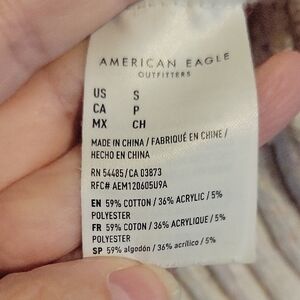 AMERICAN EAGLE
OUTFITTERS
US S
CA P
MX CH
MADE IN CHINA / FABRIQUÉ EN CHINE /
HECHO EN CHINA
RN 54485/CA 03873
RFC# AEM120605U9A
EN 59% COTTON / 36% ACRYLIC / 5%
POLYESTER
FR 59% COTON / 36% ACRYLIQUE / 5%
POLYESTER
SP 59% algodón / 36% acrílico / 5%